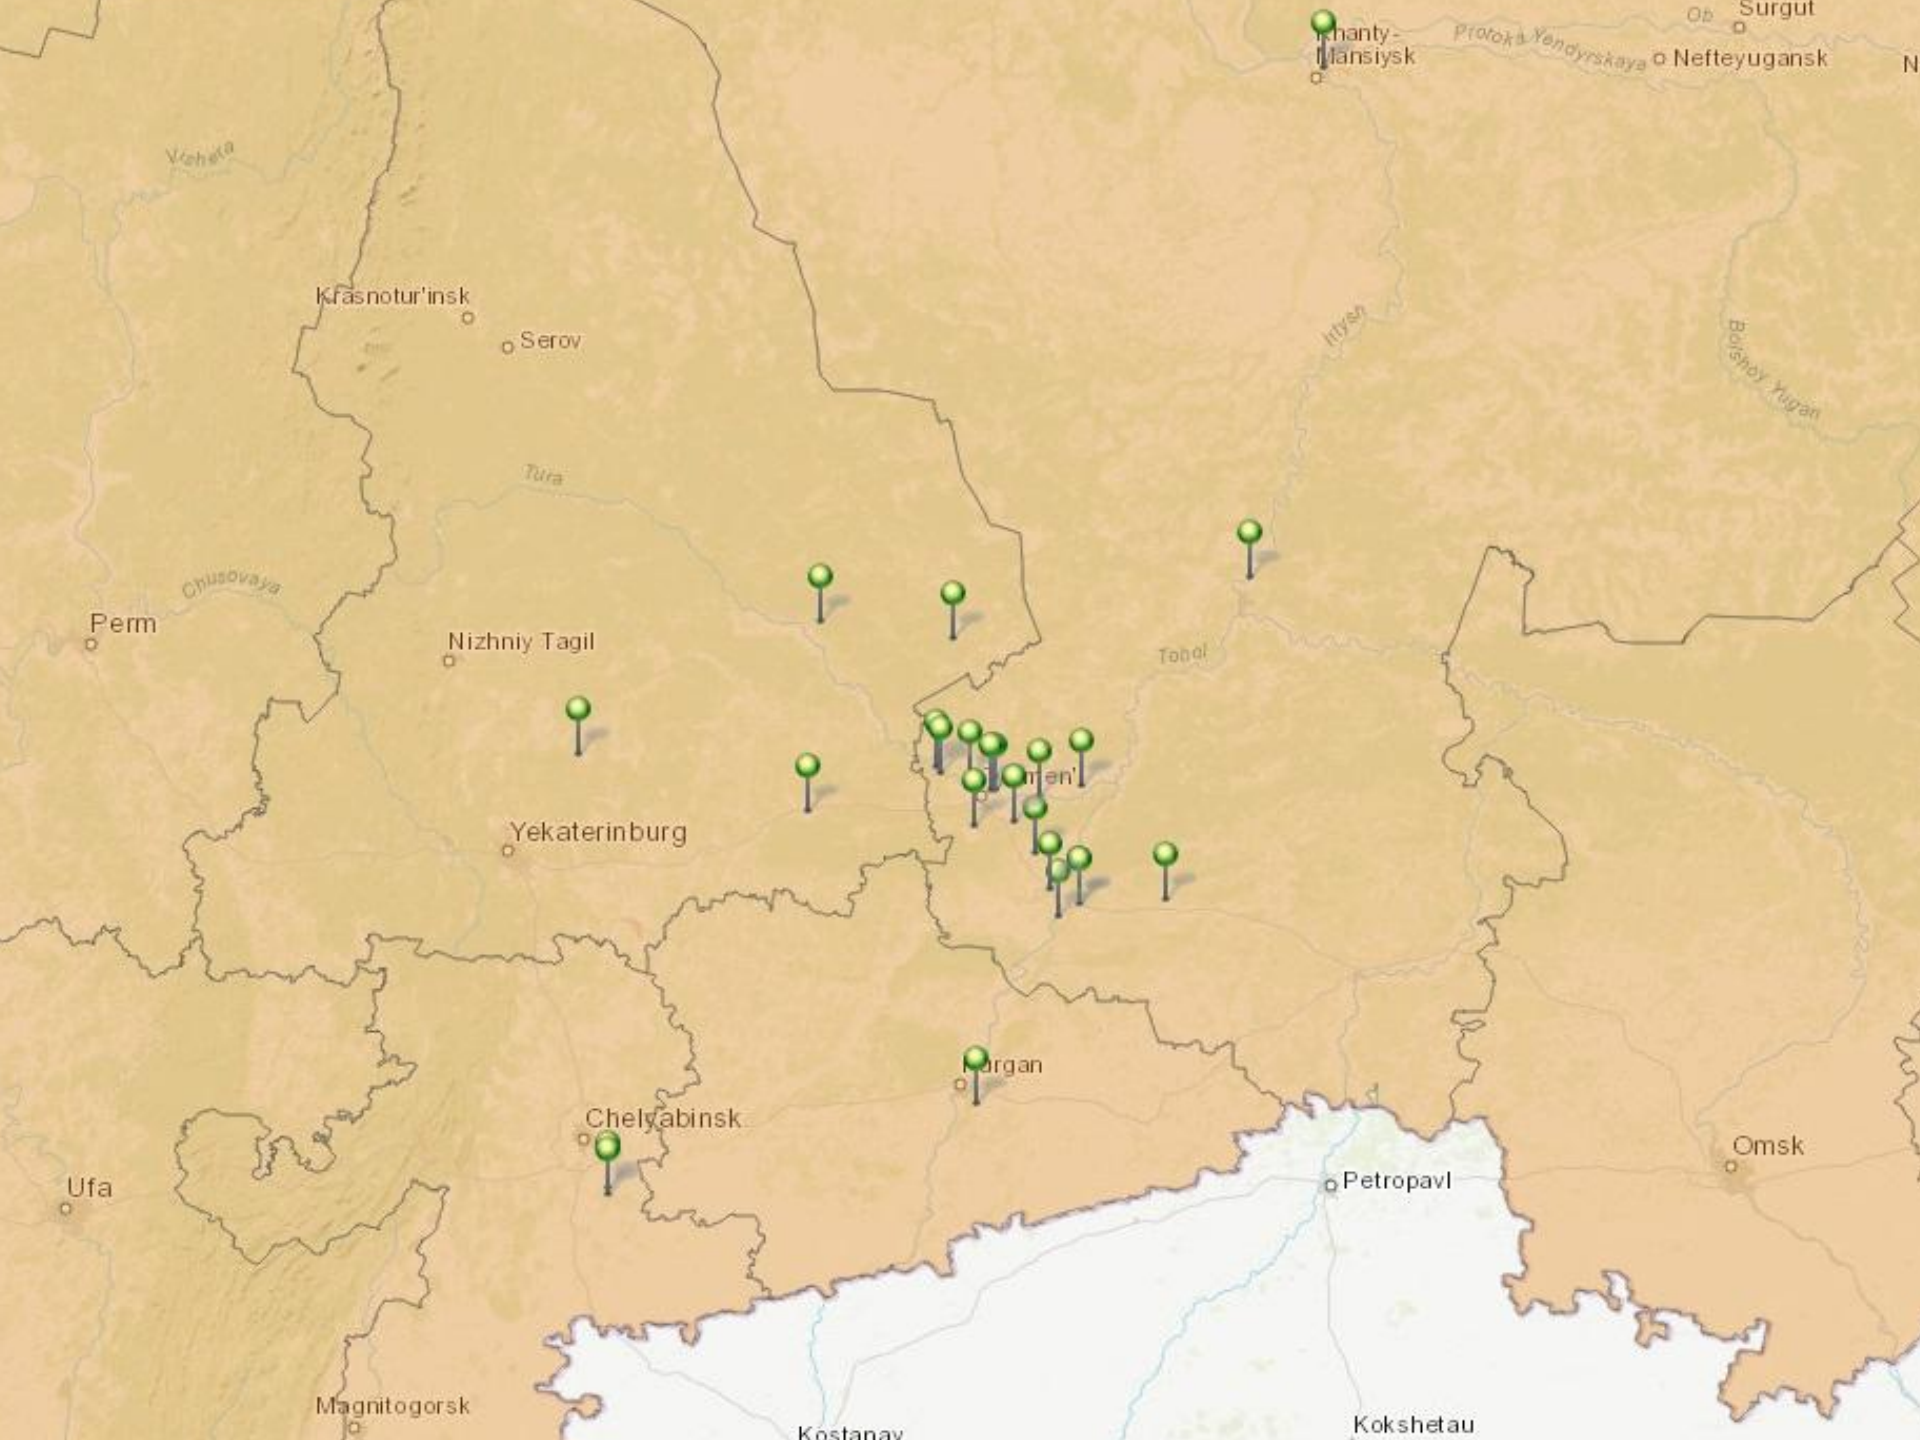 Surgut
Ob
Khanty-
Mansiysk
Protoka Yendyrskaya
Nefteyugansk
N
Vishera
Krasnotur'insk
Serov
Irtysh
Bolshoy Yugan
Tura
Chusovaya
Perm
Nizhniy Tagil
Tobol
Yekaterinburg
Kurgan
Chelyabinsk
Omsk
Petropavl
Ufa
Magnitogorsk
Kokshetau
Kostanay